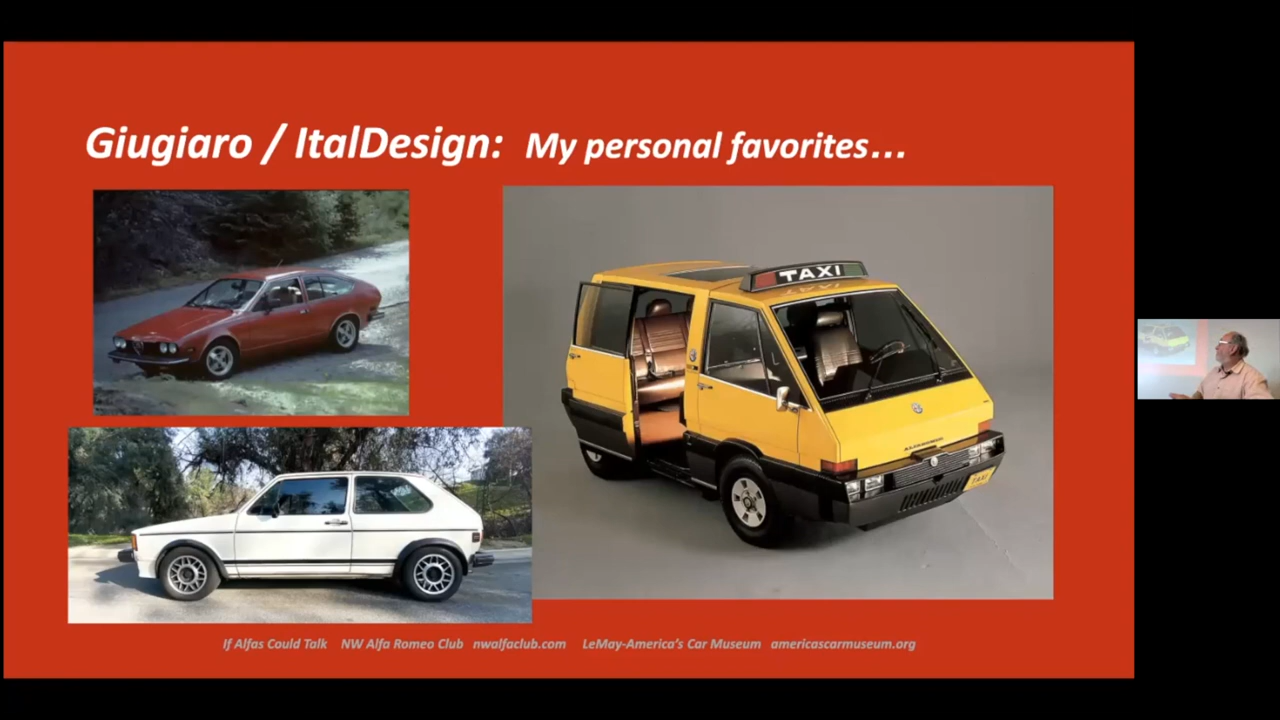 Giugiaro / ItalDesign: My personal favorites…
TAXI
TAXI
If Alfas Could Talk NW Alfa Romeo Club nwalfaclub.com LeMay-America's Car Museum americascarmuseum.org